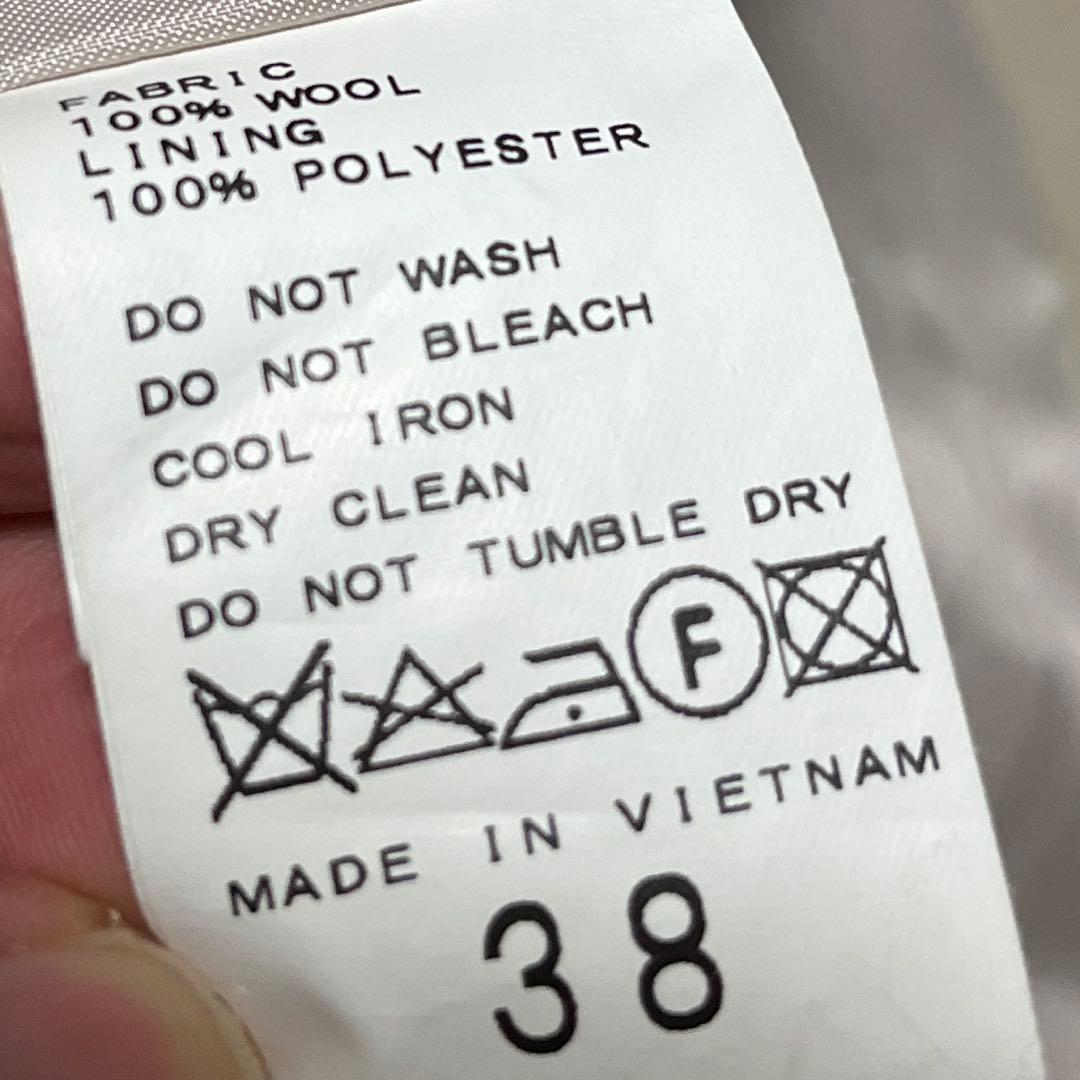 FABRIC
100% WOOL
LINING
100% POLYESTER
DO NOT WASH
DO NOT BLEACH
COOL IRON
DRY CLEAN
DO NOT TUMBLE DRY
F
MADE IN VIETNAM
38